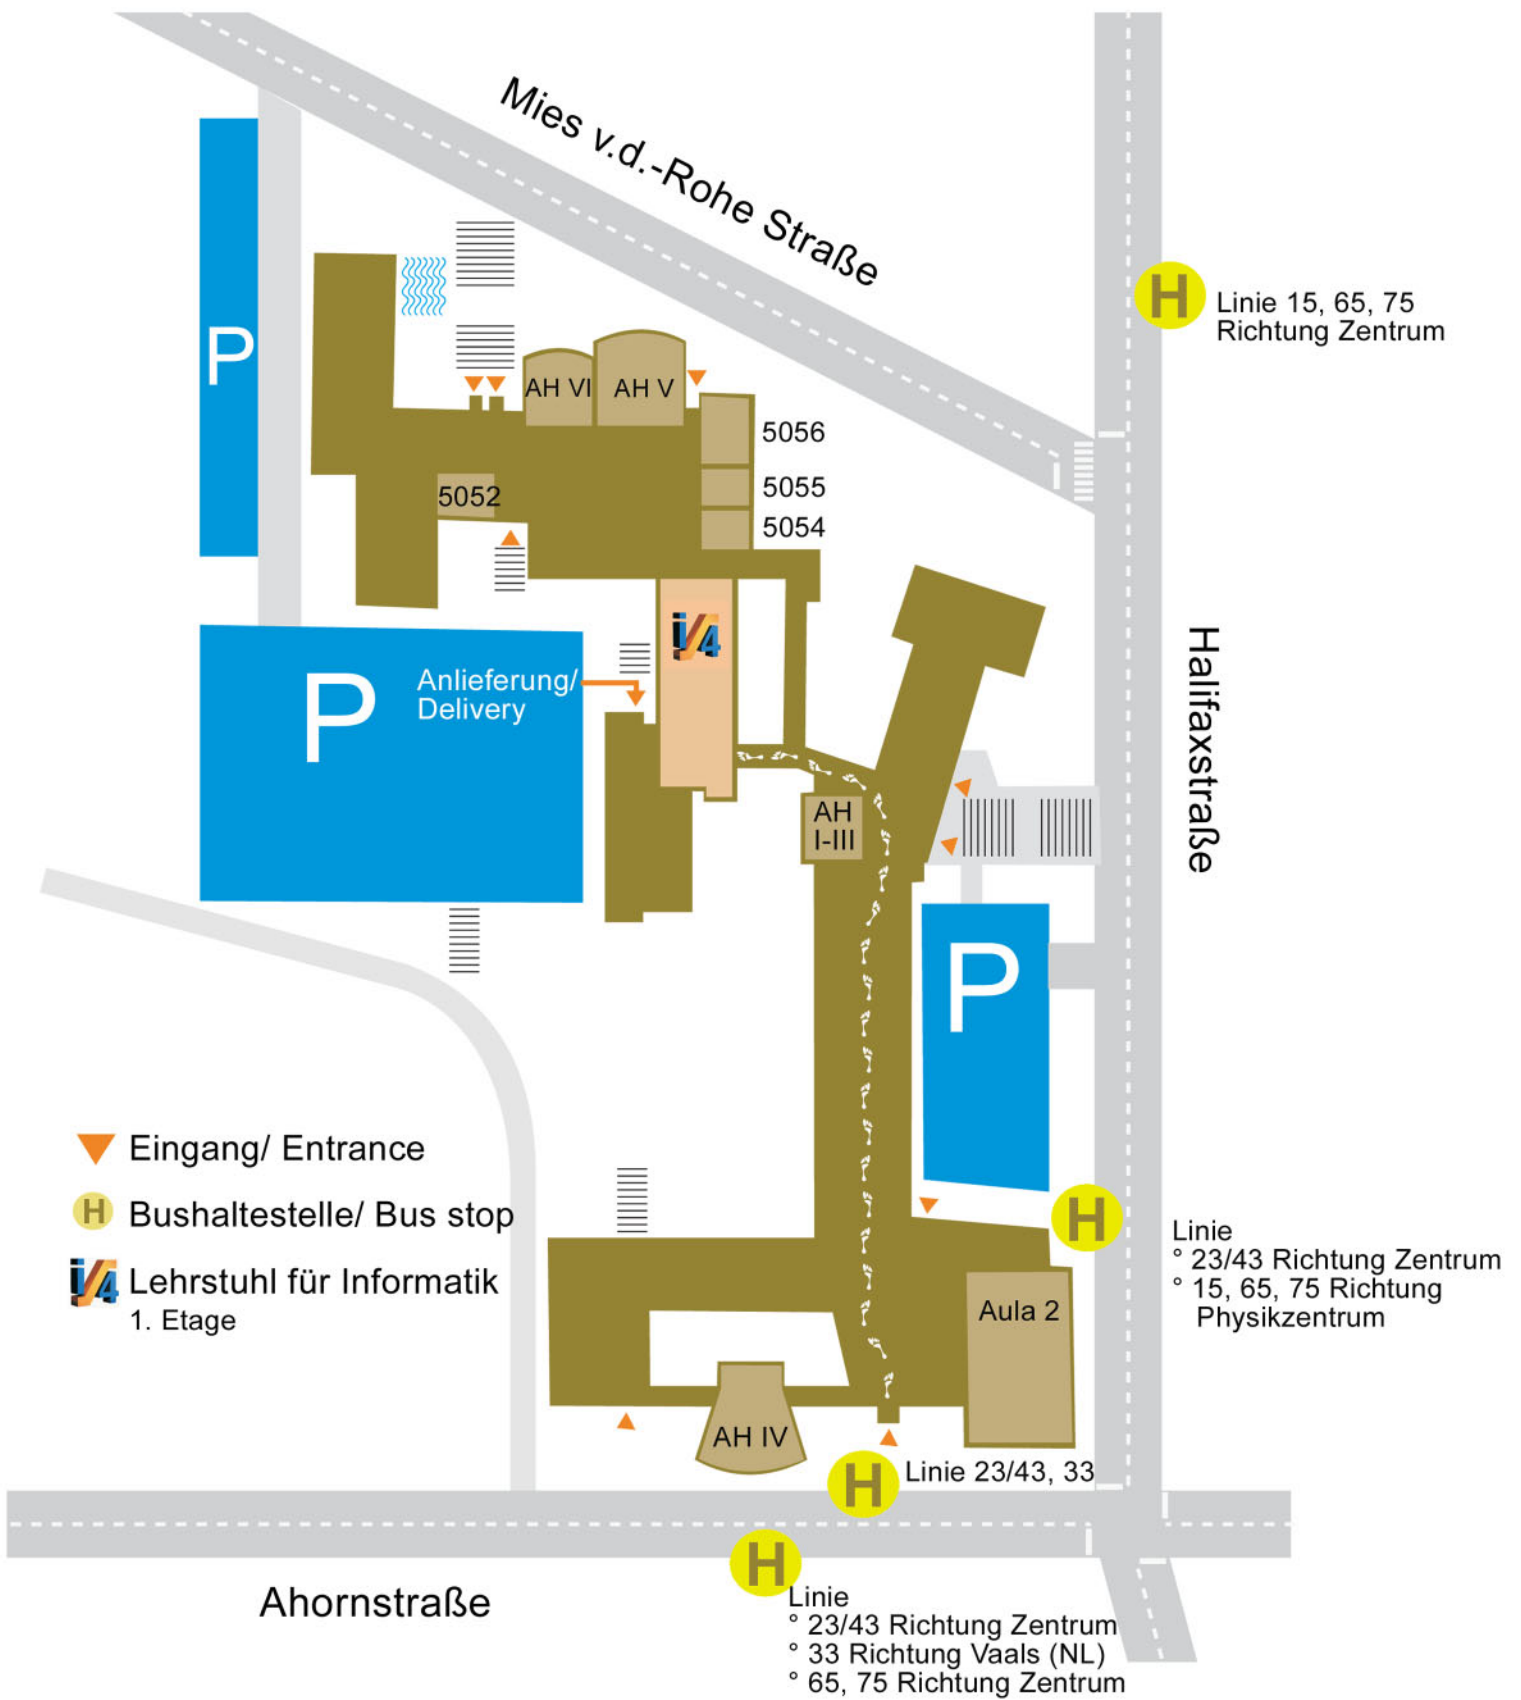 Mies v.d.-Rohe Straße
P
H
Linie 15, 65, 75
Richtung Zentrum
AH VI
AH V
5056
5055
5054
5052
i4
P
Anlieferung/
Delivery
Halifaxstraße
AH
I-III
P
Eingang/ Entrance
H
Bushaltestelle/ Bus stop
i4
Lehrstuhl für Informatik
1. Etage
H
Linie
° 23/43 Richtung Zentrum
° 15, 65, 75 Richtung
Physikzentrum
Aula 2
AH IV
H
Linie 23/43, 33
H
Linie
° 23/43 Richtung Zentrum
° 33 Richtung Vaals (NL)
° 65, 75 Richtung Zentrum
Ahornstraße